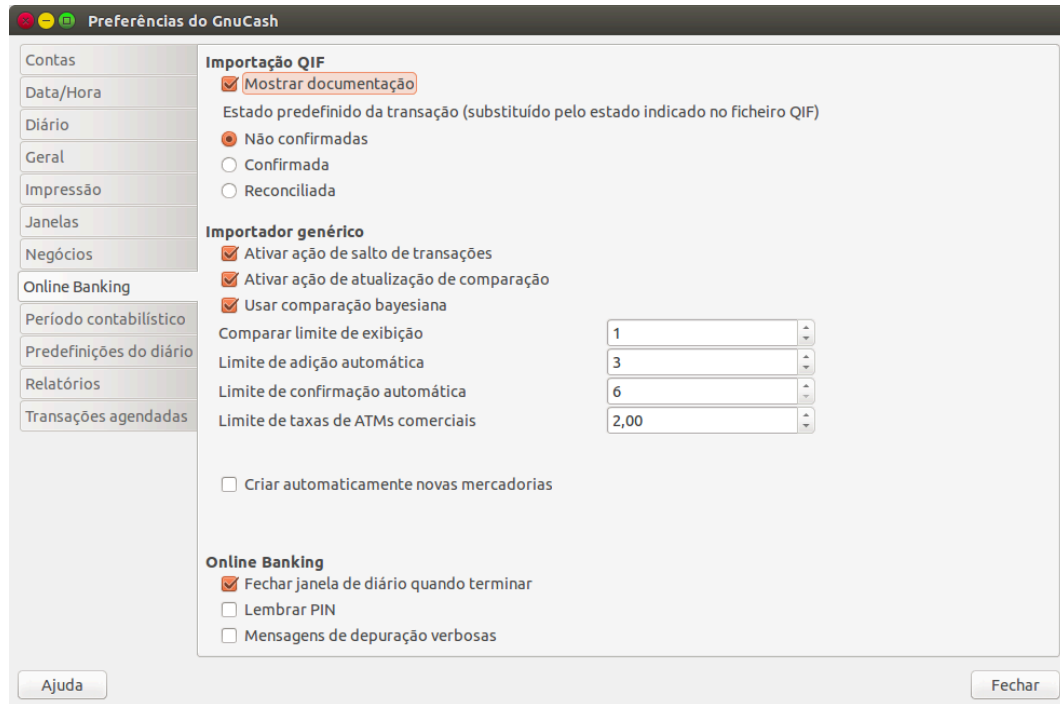 Preferências do GnuCash
Contas
Data/Hora
Diário
Geral
Impressão
Janelas
Negócios
Online Banking
Período contabilístico
Predefinições do diário
Relatórios
Transações agendadas
Importação QIF
Mostrar documentação
Estado predefinido da transação (substituído pelo estado indicado no ficheiro QIF)
Não confirmadas
Confirmada
Reconciliada
Importador genérico
Ativar ação de salto de transações
Ativar ação de atualização de comparação
Usar comparação bayesiana
Comparar limite de exibição 1
Limite de adição automática 3
Limite de confirmação automática 6
Limite de taxas de ATMs comerciais 2,00
Criar automaticamente novas mercadorias
Online Banking
Fechar janela de diário quando terminar
Lembrar PIN
Mensagens de depuração verbosas
Ajuda
Fechar